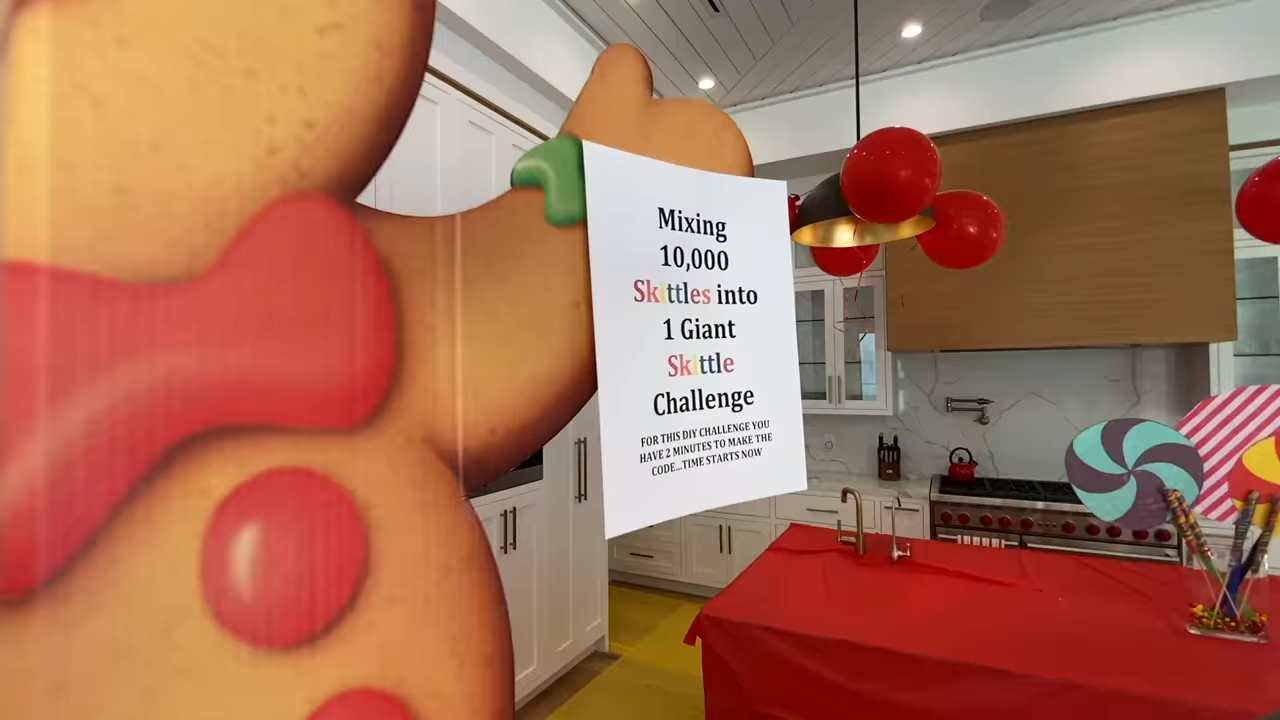 Mixing
10,000
Skittles into
1 Giant
Skittle
Challenge
FOR THIS DIY CHALLENGE YOU
HAVE 2 MINUTES TO MAKE THE
CODE...TIME STARTS NOW